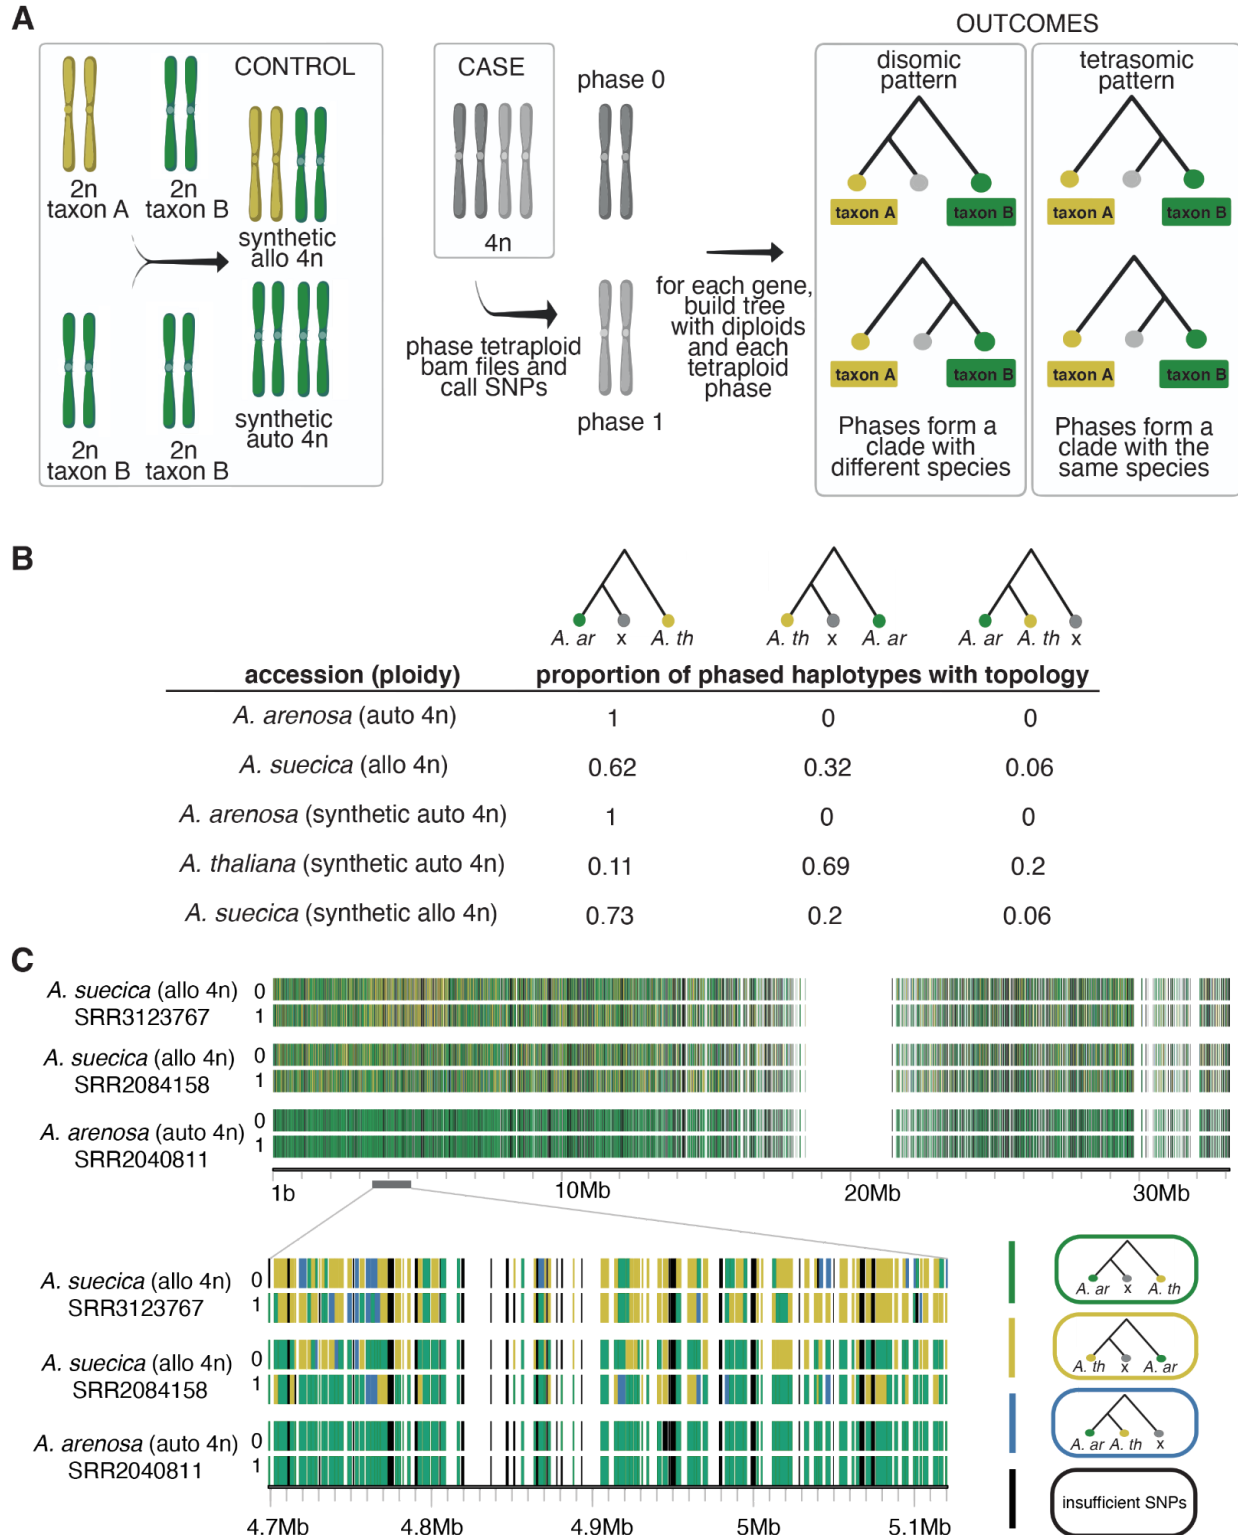 A
OUTCOMES
CONTROL
CASE
phase 0
disomic
pattern
tetrasomic
pattern
2n
taxon A
2n
taxon B
synthetic
allo 4n
4n
taxon A
taxon B
taxon A
taxon B
for each gene,
build tree
with diploids
and each
tetraploid
phase
phase tetraploid
bam files and
call SNPs
taxon A
taxon B
taxon A
taxon B
synthetic
auto 4n
phase 1
2n
taxon B
2n
taxon B
Phases form a
clade with
different species
Phases form a
clade with the
same species
B
A. ar x A. th
A. th x A. ar
A. ar A. th x
accession (ploidy) proportion of phased haplotypes with topology
A. arenosa (auto 4n) 1 0 0
A. suecica (allo 4n) 0.62 0.32 0.06
A. arenosa (synthetic auto 4n) 1 0 0
A. thaliana (synthetic auto 4n) 0.11 0.69 0.2
A. suecica (synthetic allo 4n) 0.73 0.2 0.06
C
A. suecica (allo 4n) 0
SRR3123767 1
A. suecica (allo 4n) 0
SRR2084158 1
A. arenosa (auto 4n) 0
SRR2040811 1
1b 10Mb 20Mb 30Mb
A. suecica (allo 4n) 0
SRR3123767 1
A. suecica (allo 4n) 0
SRR2084158 1
A. arenosa (auto 4n) 0
SRR2040811 1
4.7Mb 4.8Mb 4.9Mb 5Mb 5.1Mb
A. ar x A. th
A. th x A. ar
A. ar A. th x
insufficient SNPs